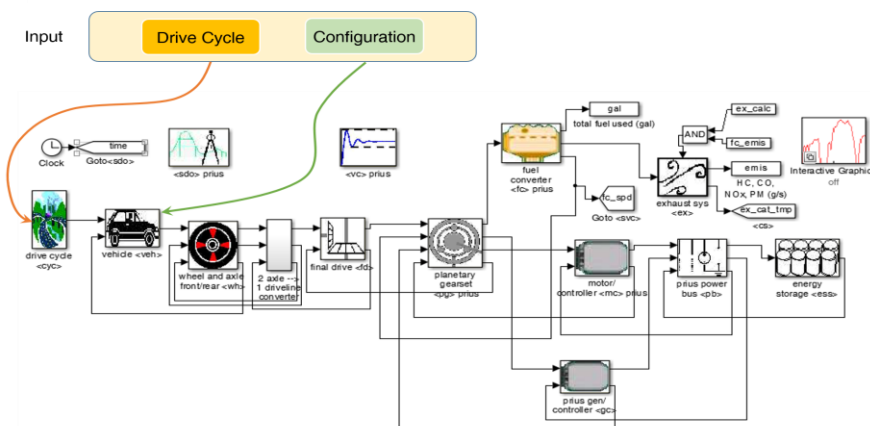 Input
Drive Cycle
Configuration
time
Clock
Goto<sdo>
<sdo> prius
<vc> prius
gal
total fuel used (gal)
fuel
converter
<fc> prius
fc_spd
Goto <svc>
ex_calc
AND
fc_emis
emis
HC, CO,
NOx, PM (g/s)
ex_cat_tmp
<cs>
exhaust sys
<ex>
Interactive Graphic
off
drive cycle
<cyc>
vehicle <veh>
wheel and axle
front/rear <wh>
2 axle -->
1 driveline
converter
final drive <fd>
planetary
gearset
<pg> prius
motor/
controller <mc> prius
prius power
bus <pb>
energy
storage <ess>
prius gen/
controller <gc>